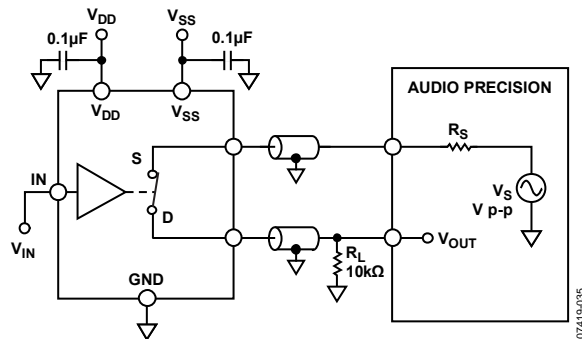 VDD
VSS
0.1µF
0.1µF
VDD
VSS
AUDIO PRECISION
RS
S
IN
VS
V p-p
D
VIN
VOUT
RL
10kΩ
GND
07419-035